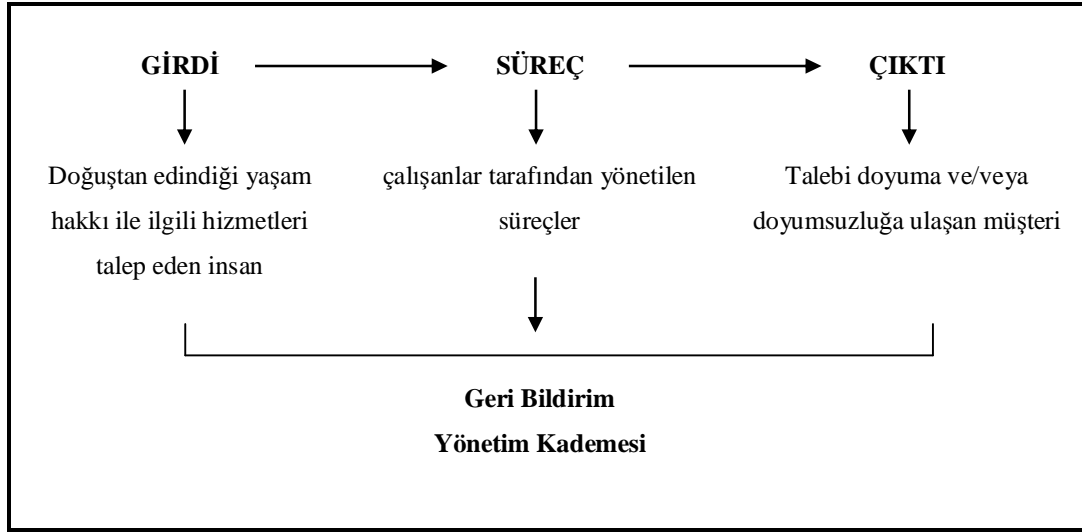 GİRDİ
SÜREÇ
ÇIKTI
Doğuştan edindiği yaşam
hakkı ile ilgili hizmetleri
talep eden insan
çalışanlar tarafından yönetilen
süreçler
Talebi doyuma ve/veya
doyumsuzluğa ulaşan müşteri
Geri Bildirim
Yönetim Kademesi